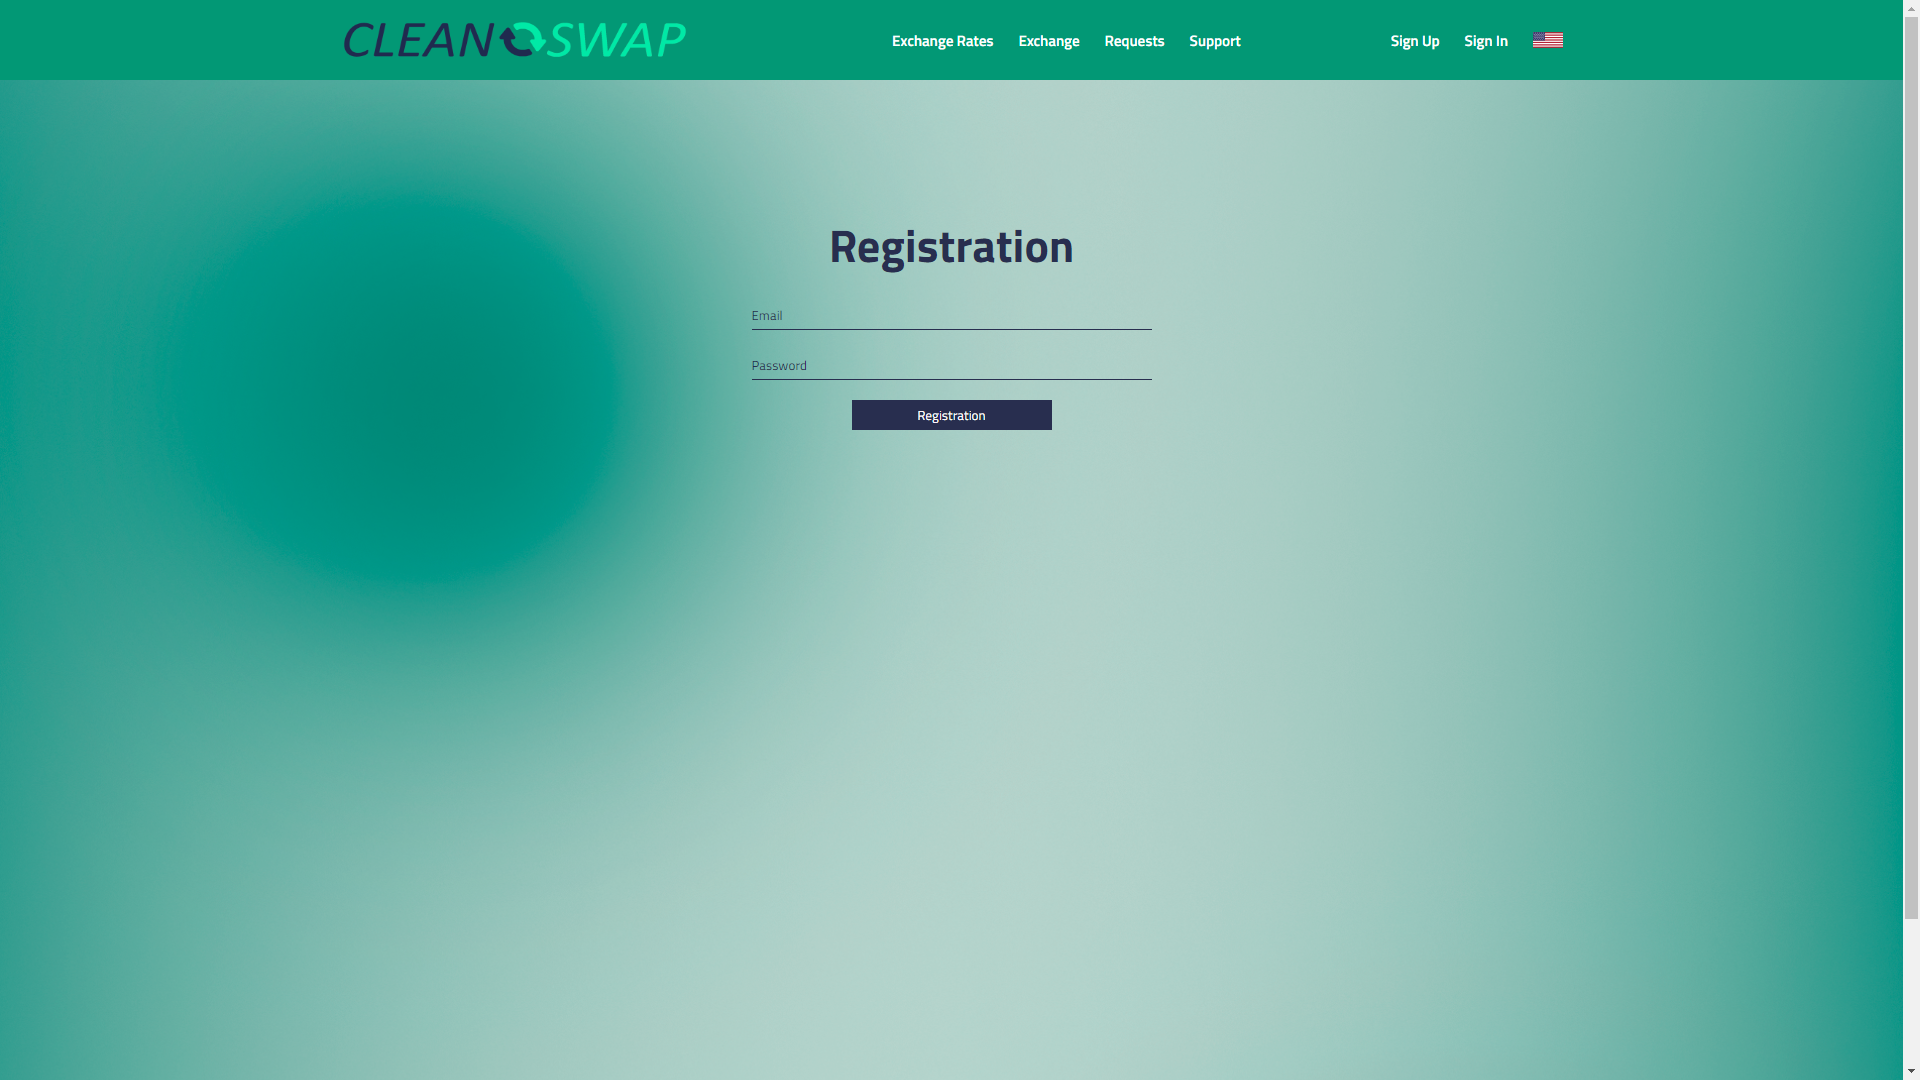 CLEAN SWAP
Exchange Rates Exchange Requests Support Sign Up Sign In
Registration
Email
Password
Registration